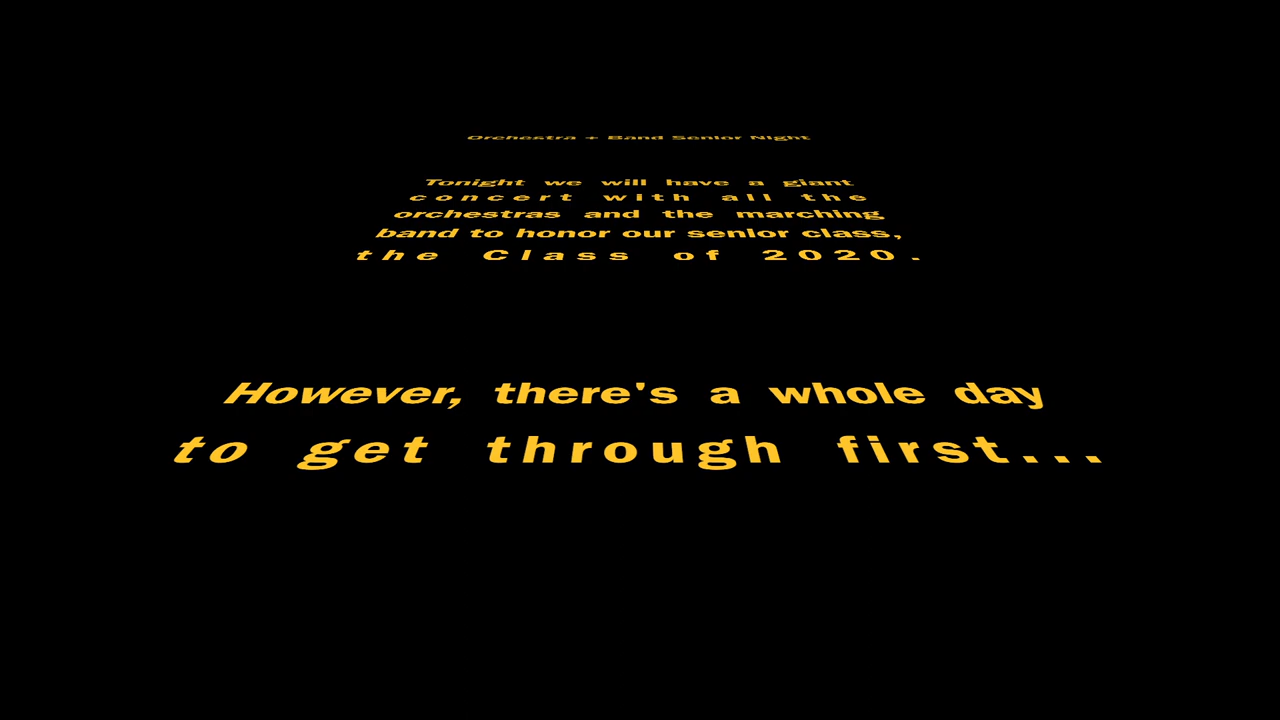 Orchestra + Band Senior Night
Tonight we will have a giant
concert with all the
orchestras and the marching
band to honor our senior class,
the Class of 2020.
However, there's a whole day
to get through first...